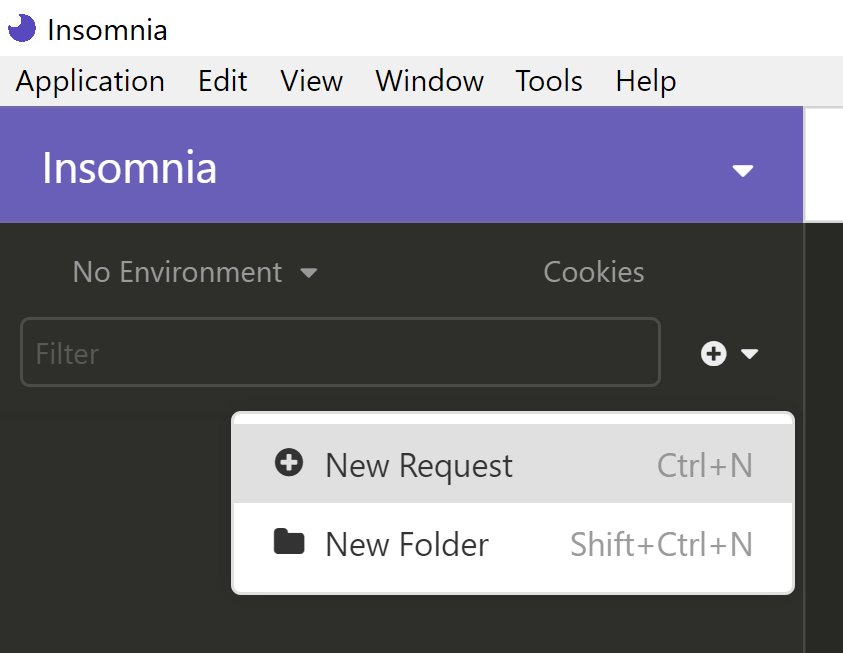 Insomnia
Application Edit View Window Tools Help
Insomnia
No Environment Cookies
Filter
New Request Ctrl+N
New Folder Shift+Ctrl+N